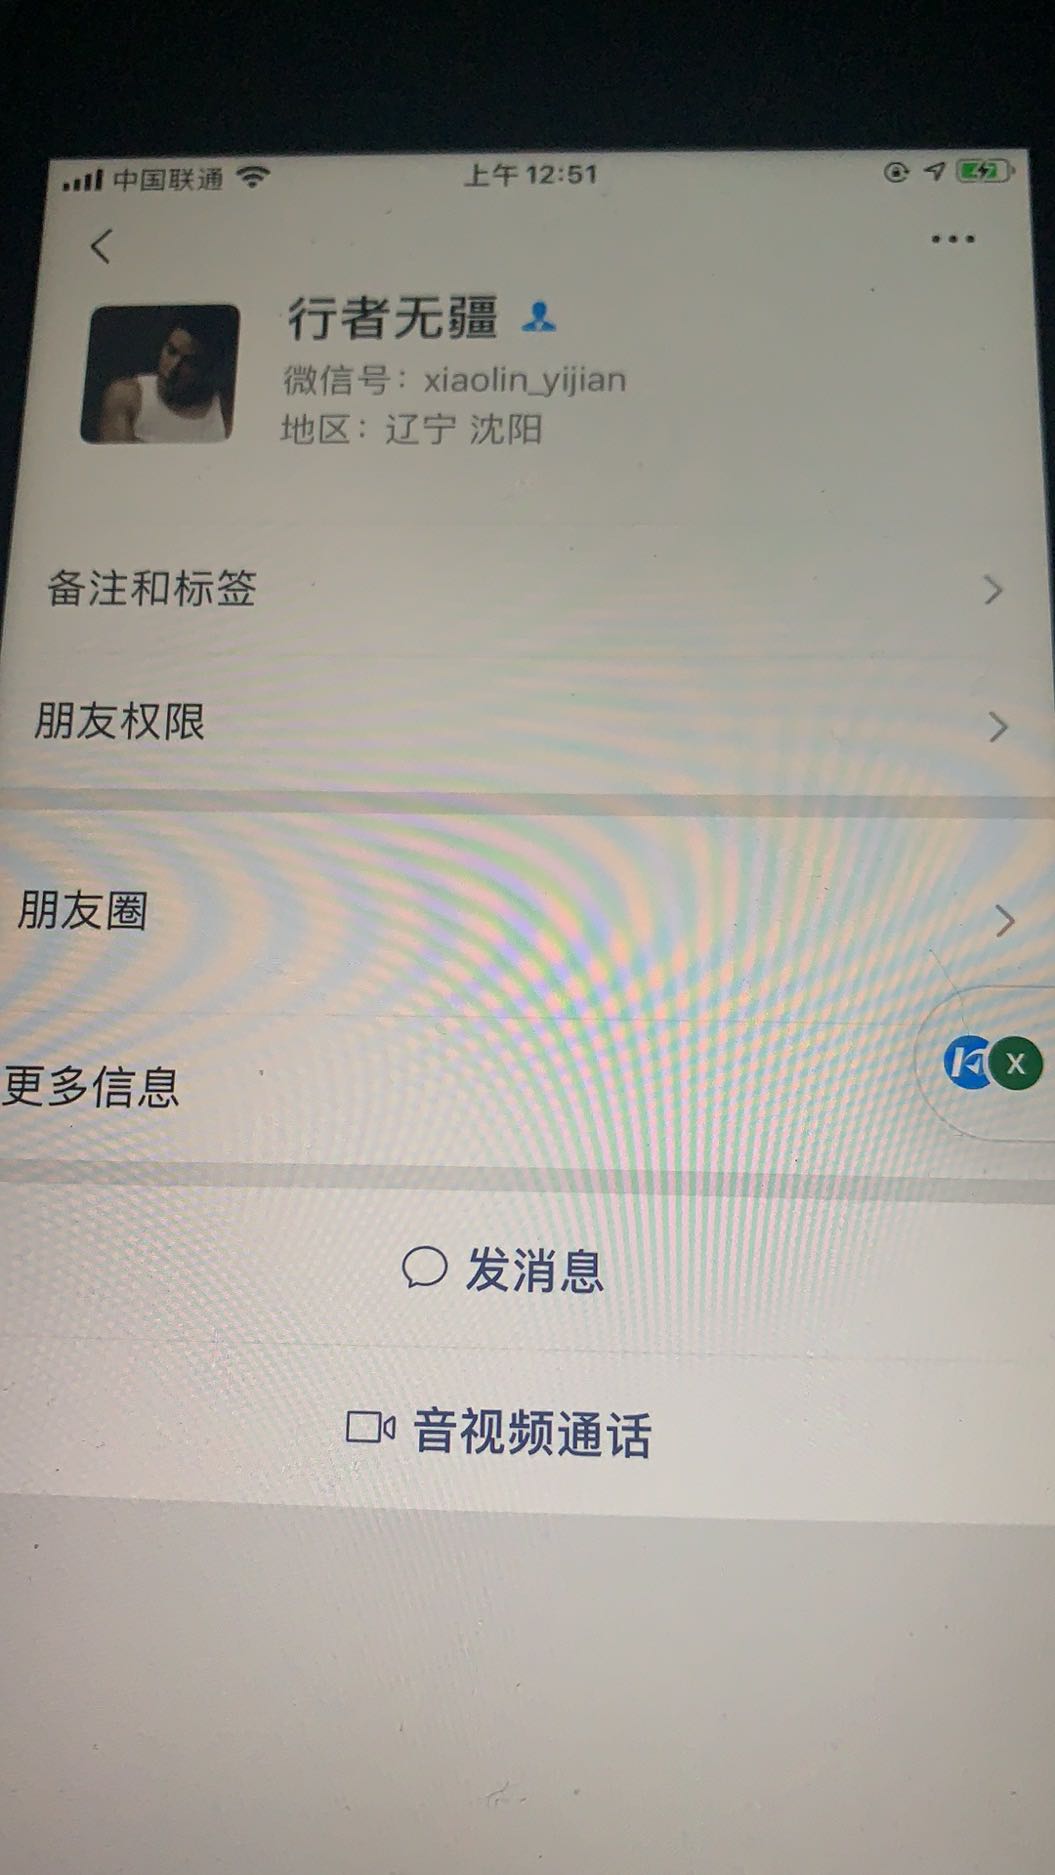 中国联通
上午 12:51
行者无疆
微信号：xiaolin_yijian
地区：辽宁 沈阳
备注和标签
朋友权限
朋友圈
X
更多信息
发消息
音视频通话